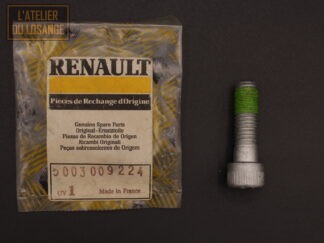 L'ATELIER
DU LOSANGE
RENAULT
Pièces de Rechange d'Origine
Genuine Spare Parts
Original-Ersatzteile
Piezas de Recambio de Origen
Ricambi Originali
Peças sobresselentes de Origem
5003009224
UV 1 Made in France